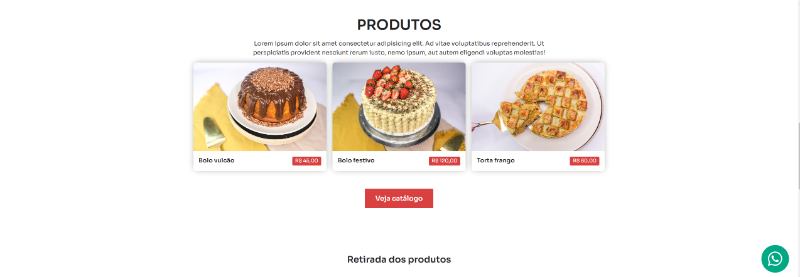 PRODUTOS
Lorem ipsum dolor sit amet consectetur adipisicing elit. Ad vitae voluptatibus reprehenderit. Ut
perspiciatis provident nesciunt rerum iusto, nemo ipsum, aut autem eligendi voluptas molestias!
Bolo vulcão R$ 45,00
Bolo festivo R$ 120,00
Torta frango R$ 60,00
Veja catálogo
Retirada dos produtos